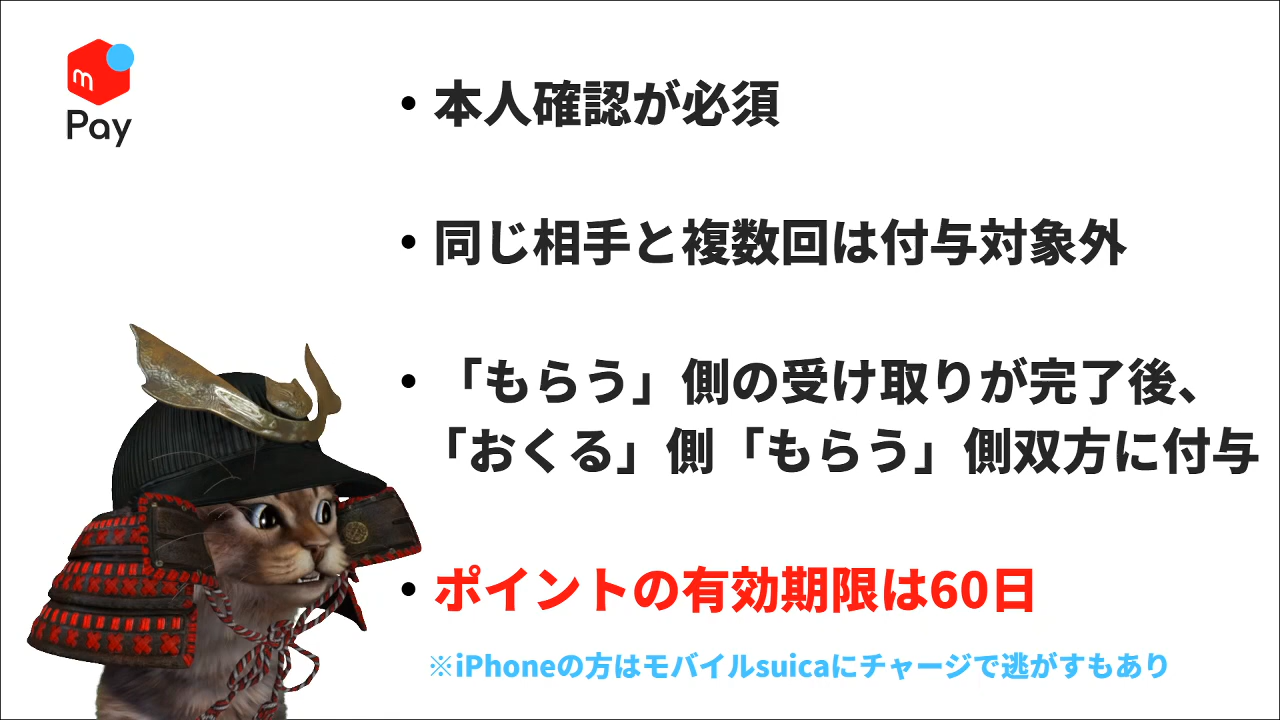 m
Pay
・本人確認が必須
・同じ相手と複数回は付与対象外
・「もらう」側の受け取りが完了後、
「おくる」側「もらう」側双方に付与
・ポイントの有効期限は60日
※iPhoneの方はモバイルsuicaにチャージで逃がすもあり